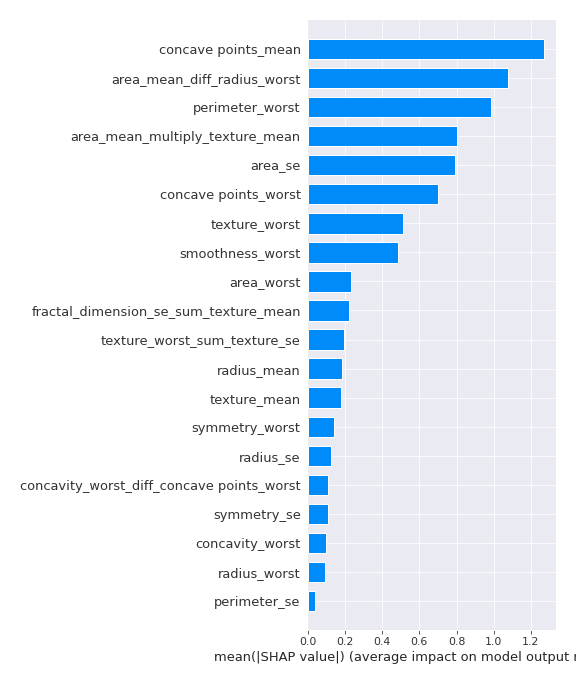 concave points_mean
area_mean_diff_radius_worst
perimeter_worst
area_mean_multiply_texture_mean
area_se
concave points_worst
texture_worst
smoothness_worst
area_worst
fractal_dimension_se_sum_texture_mean
texture_worst_sum_texture_se
radius_mean
texture_mean
symmetry_worst
radius_se
concavity_worst_diff_concave points_worst
symmetry_se
concavity_worst
radius_worst
perimeter_se
0.0 0.2 0.4 0.6 0.8 1.0 1.2
mean(|SHAP value|) (average impact on model output